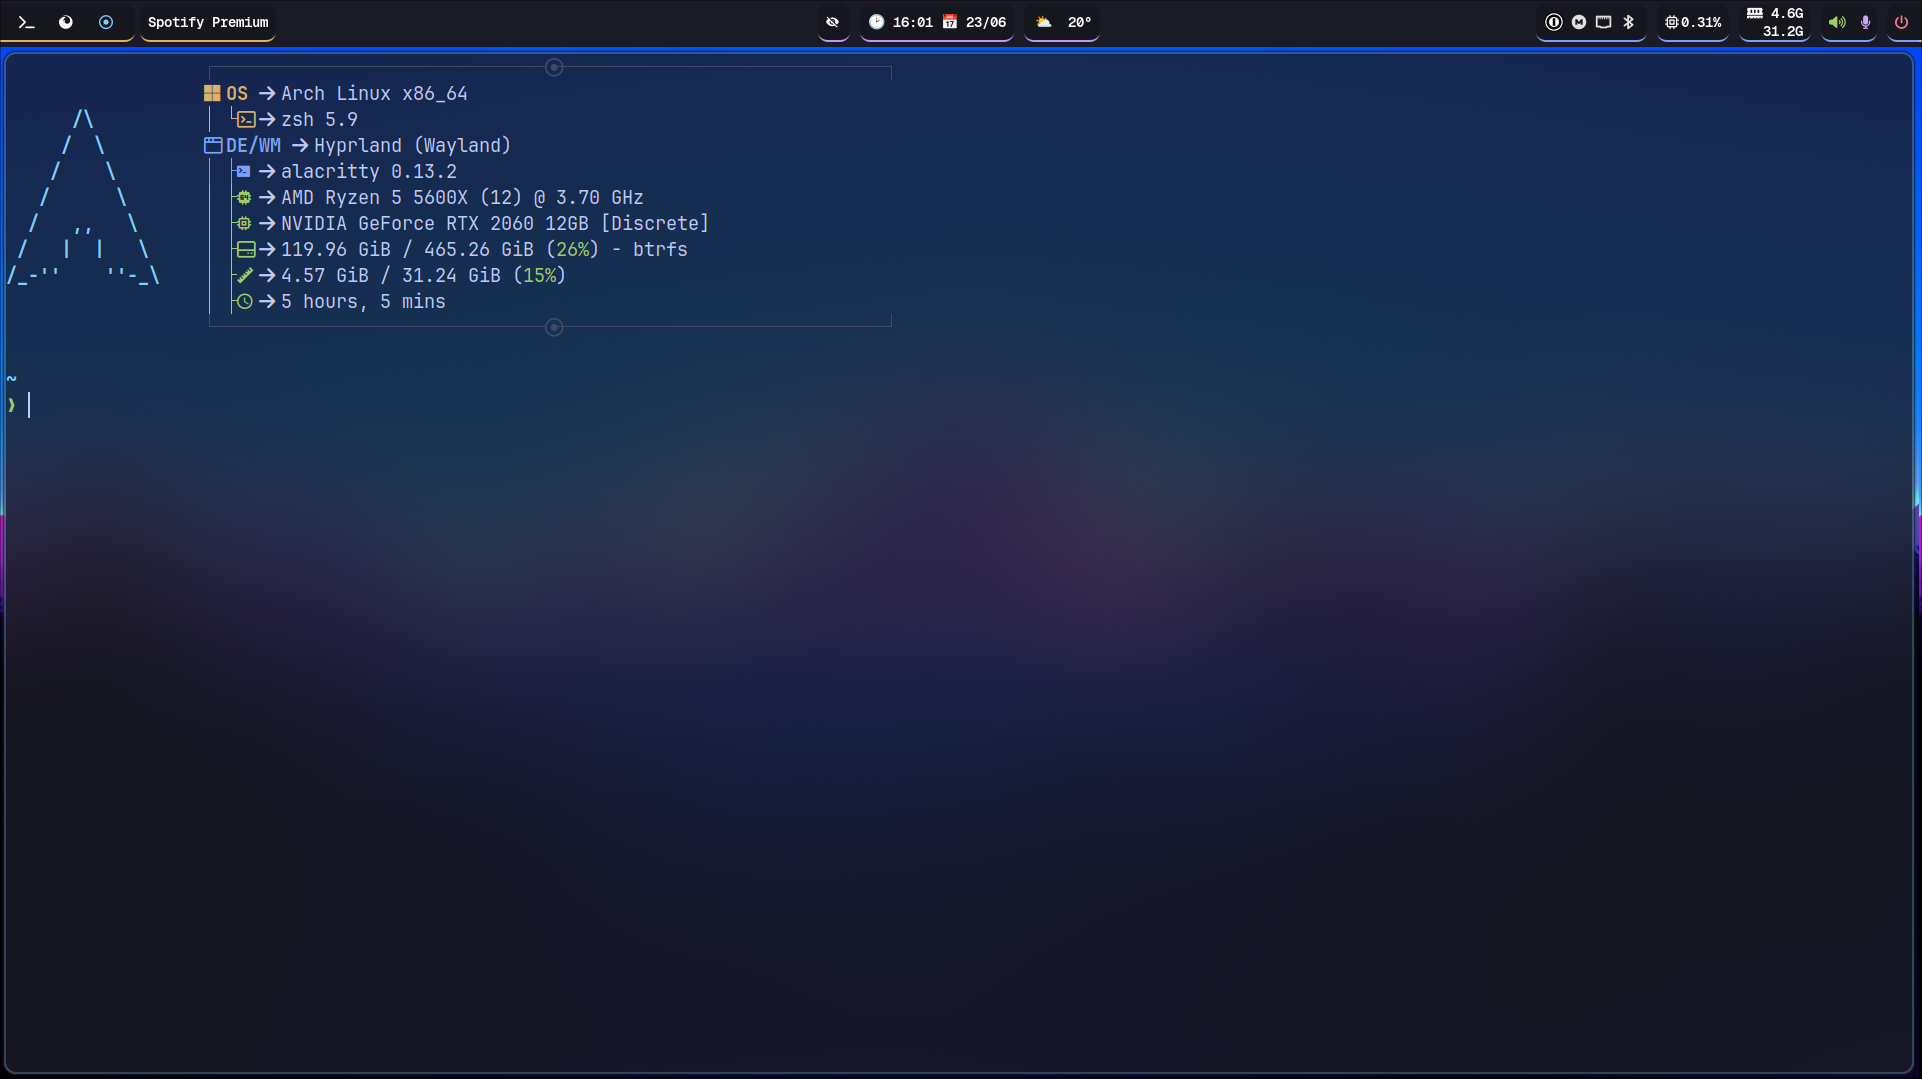 Spotify Premium
16:01 23/06
20°
0.31%
4.6G
31.2G
OS → Arch Linux x86_64
→ zsh 5.9
DE/WM → Hyprland (Wayland)
→ alacritty 0.13.2
→ AMD Ryzen 5 5600X (12) @ 3.70 GHz
→ NVIDIA GeForce RTX 2060 12GB [Discrete]
→ 119.96 GiB / 465.26 GiB (26%) - btrfs
→ 4.57 GiB / 31.24 GiB (15%)
→ 5 hours, 5 mins
~
❯